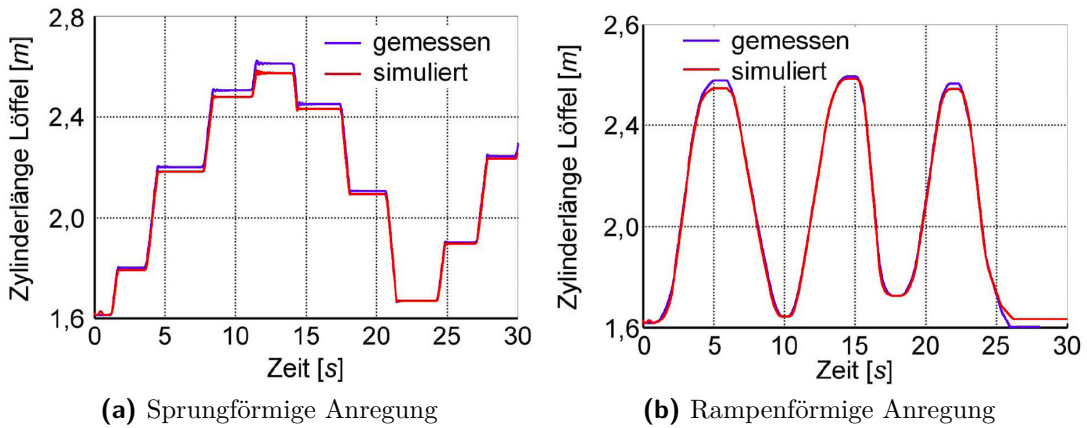 2,8
2,4
2,0
1,6
Zylinderlänge Löffel [m]
gemessen
simuliert
0 5 10 15 20 25 30
Zeit [s]
(a) Sprungförmige Anregung
2,6
2,4
2,0
1,6
Zylinderlänge Löffel [m]
gemessen
simuliert
0 5 10 15 20 25 30
Zeit [s]
(b) Rampenförmige Anregung